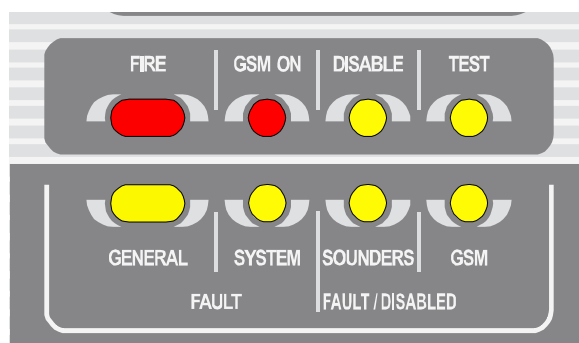 FIRE GSM ON DISABLE TEST
GENERAL SYSTEM SOUNDERS GSM
FAULT FAULT / DISABLED